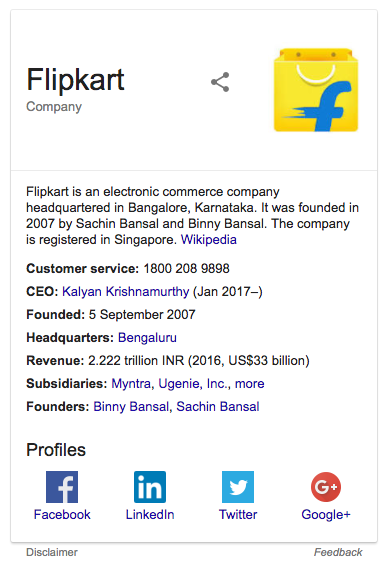 Flipkart
Company
Flipkart is an electronic commerce company
headquartered in Bangalore, Karnataka. It was founded in
2007 by Sachin Bansal and Binny Bansal. The company
is registered in Singapore. Wikipedia
Customer service: 1800 208 9898
CEO: Kalyan Krishnamurthy (Jan 2017–)
Founded: 5 September 2007
Headquarters: Bengaluru
Revenue: 2.222 trillion INR (2016, US$33 billion)
Subsidiaries: Myntra, Ugenie, Inc., more
Founders: Binny Bansal, Sachin Bansal
Profiles
f in G+
Facebook LinkedIn Twitter Google+
Disclaimer Feedback